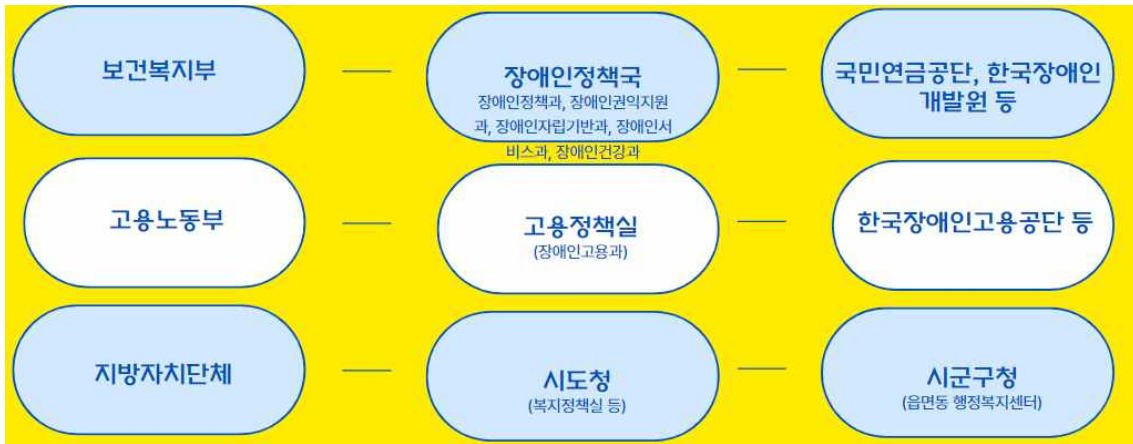 보건복지부
장애인정책국
장애인정책과, 장애인권익지원
과, 장애인자립기반과, 장애인서
비스과, 장애인건강과
국민연금공단, 한국장애인
개발원 등
고용노동부
고용정책실
(장애인고용과)
한국장애인고용공단 등
지방자치단체
시도청
(복지정책실 등)
시군구청
(읍면동 행정복지센터)